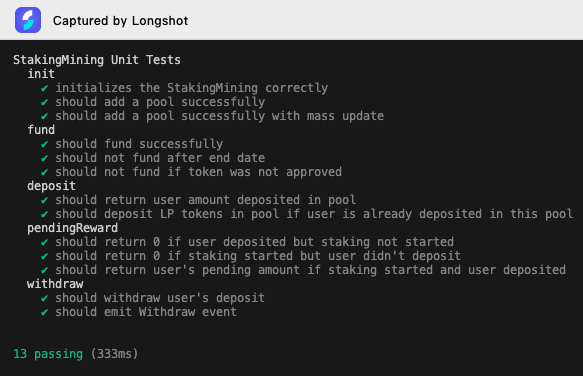 Captured by Longshot
StakingMining Unit Tests
init
✔ initializes the StakingMining correctly
✔ should add a pool successfully
✔ should add a pool successfully with mass update
fund
✔ should fund successfully
✔ should not fund after end date
✔ should not fund if token was not approved
deposit
✔ should return user amount deposited in pool
✔ should deposit LP tokens in pool if user is already deposited in this pool
pendingReward
✔ should return 0 if user deposited but staking not started
✔ should return 0 if staking started but user didn't deposit
✔ should return user's pending amount if staking started and user deposited
withdraw
✔ should withdraw user's deposit
✔ should emit Withdraw event
13 passing (333ms)